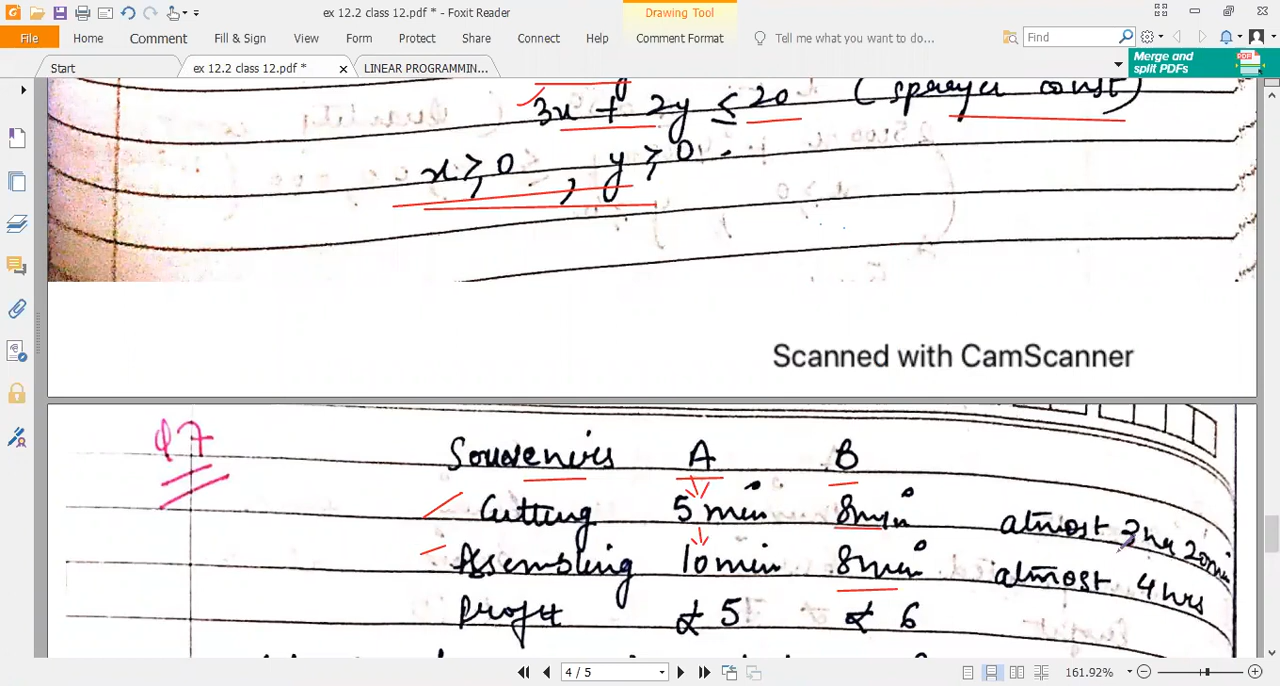 ex 12.2 class 12.pdf * - Foxit Reader
Drawing Tool
File Home Comment Fill & Sign View Form Protect Share Connect Help Comment Format Tell me what you want to do... Find
Start ex 12.2 class 12.pdf * LINEAR PROGRAMMIN... Merge and split PDFs
3x + 2y ≤ 20 (sprayer const)
x ≥ 0 , y ≥ 0
Scanned with CamScanner
Q7
Souvenirs A B
Cutting 5 min 8 min atmost 3 hr 20 min
Assembling 10 min 8 min atmost 4 hrs
Profit 5 6
4 / 5 161.92%